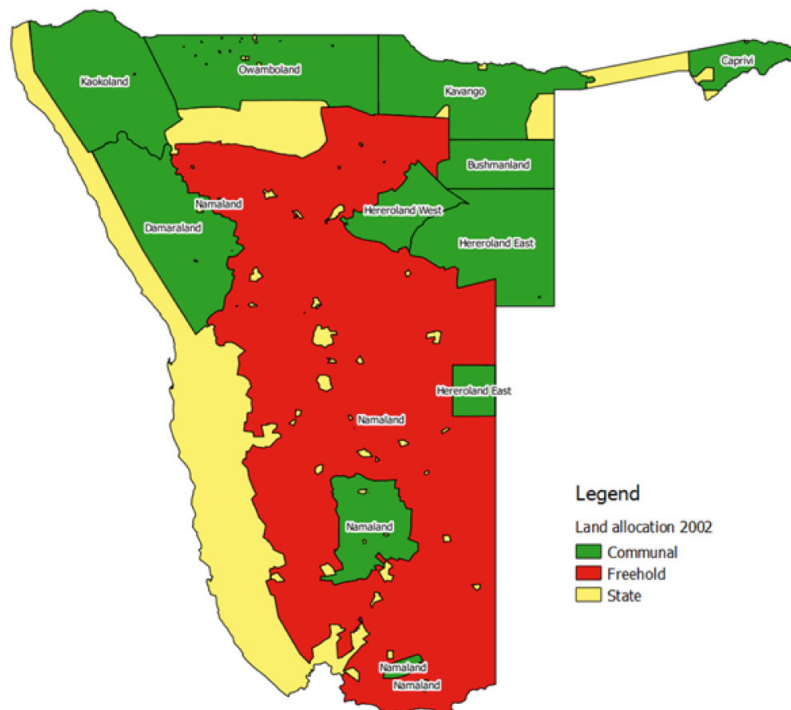 Kaokoland
Owamboland
Kavango
Caprivi
Bushmanland
Namaland
Hereroland West
Damaraland
Hereroland East
Hereroland East
Namaland
Namaland
Namaland
Namaland
Legend
Land allocation 2002
Communal
Freehold
State